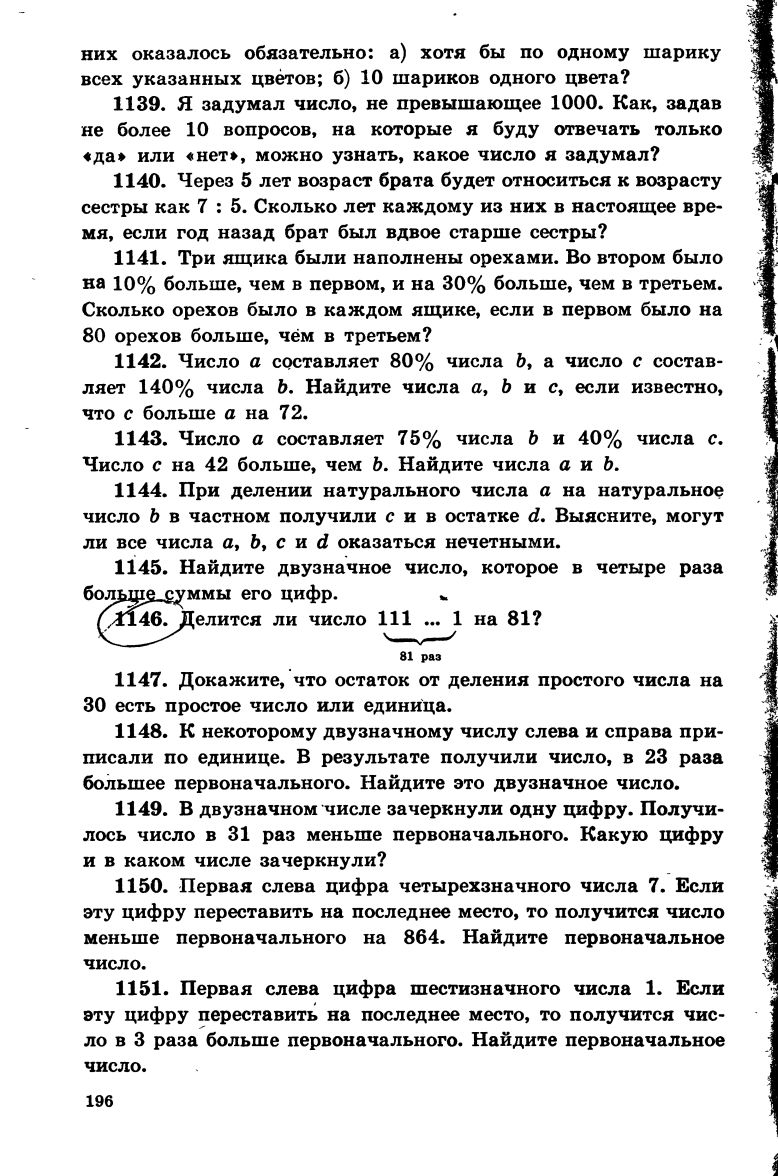 них оказалось обязательно: а) хотя бы по одному шарику
всех указанных цветов; б) 10 шариков одного цвета?
1139. Я задумал число, не превышающее 1000. Как, задав
не более 10 вопросов, на которые я буду отвечать только
«да» или «нет», можно узнать, какое число я задумал?
1140. Через 5 лет возраст брата будет относиться к возрасту
сестры как 7 : 5. Сколько лет каждому из них в настоящее вре-
мя, если год назад брат был вдвое старше сестры?
1141. Три ящика были наполнены орехами. Во втором было
на 10% больше, чем в первом, и на 30% больше, чем в третьем.
Сколько орехов было в каждом ящике, если в первом было на
80 орехов больше, чем в третьем?
1142. Число a составляет 80% числа b, а число c состав-
ляет 140% числа b. Найдите числа a, b и c, если известно,
что c больше a на 72.
1143. Число a составляет 75% числа b и 40% числа c.
Число c на 42 больше, чем b. Найдите числа a и b.
1144. При делении натурального числа a на натуральное
число b в частном получили c и в остатке d. Выясните, могут
ли все числа a, b, c и d оказаться нечетными.
1145. Найдите двузначное число, которое в четыре раза
больше суммы его цифр.
1146. Делится ли число 111 ... 1 на 81?
81 раз
1147. Докажите, что остаток от деления простого числа на
30 есть простое число или единица.
1148. К некоторому двузначному числу слева и справа при-
писали по единице. В результате получили число, в 23 раза
большее первоначального. Найдите это двузначное число.
1149. В двузначном числе зачеркнули одну цифру. Получи-
лось число в 31 раз меньше первоначального. Какую цифру
и в каком числе зачеркнули?
1150. Первая слева цифра четырехзначного числа 7. Если
эту цифру переставить на последнее место, то получится число
меньше первоначального на 864. Найдите первоначальное
число.
1151. Первая слева цифра шестизначного числа 1. Если
эту цифру переставить на последнее место, то получится чис-
ло в 3 раза больше первоначального. Найдите первоначальное
число.
196